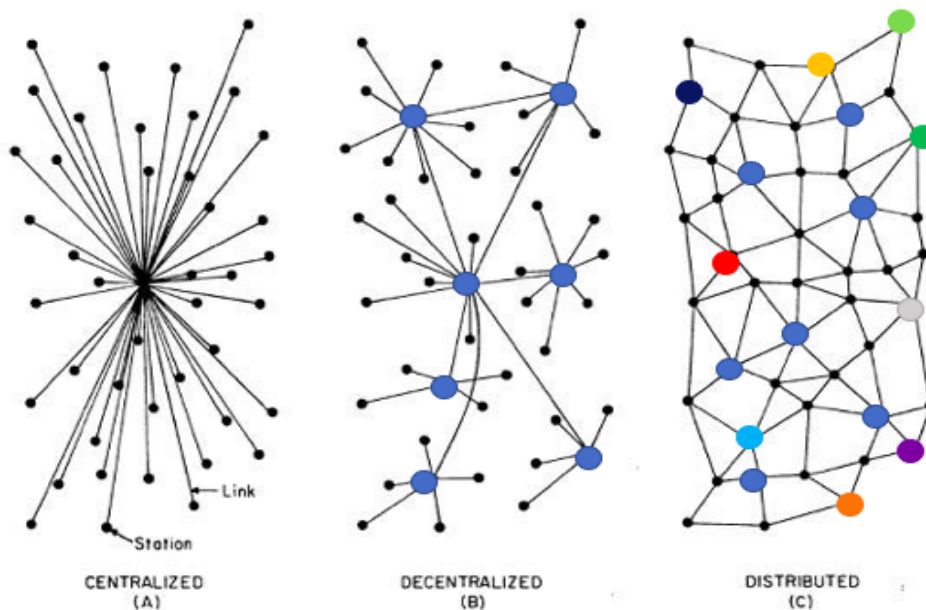 Link
Station
CENTRALIZED
(A)
DECENTRALIZED
(B)
DISTRIBUTED
(C)